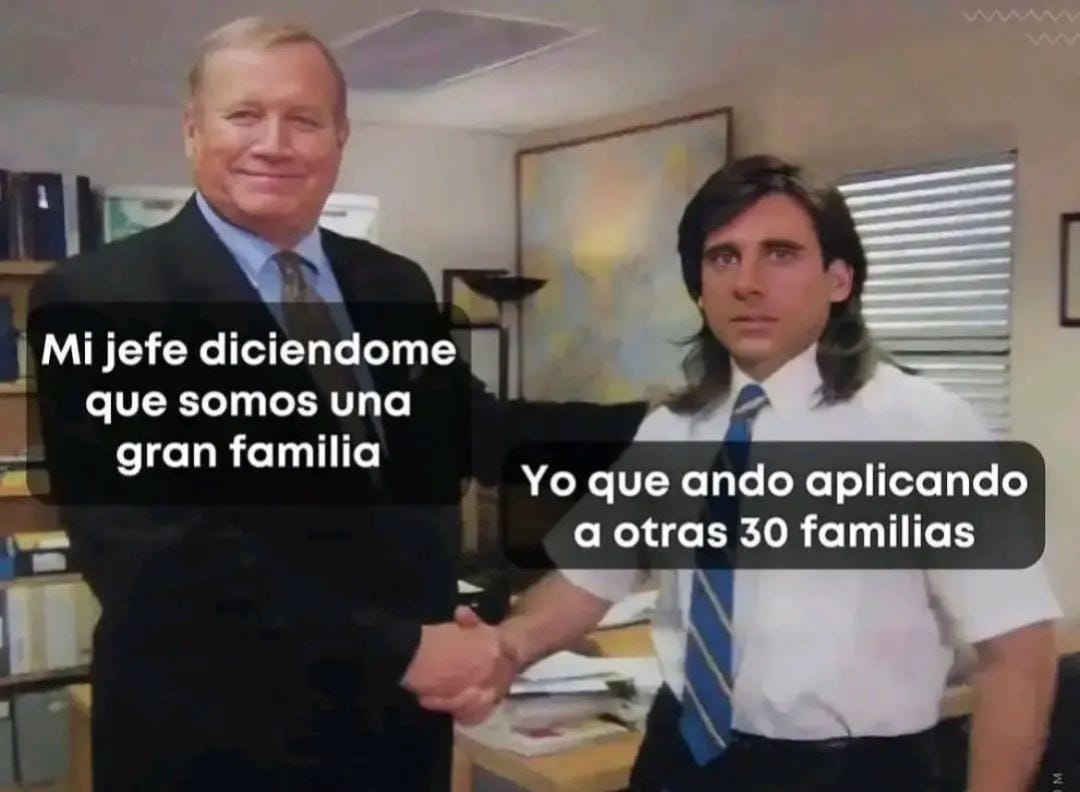 Mi jefe diciendome
que somos una
gran familia
Yo que ando aplicando
a otras 30 familias